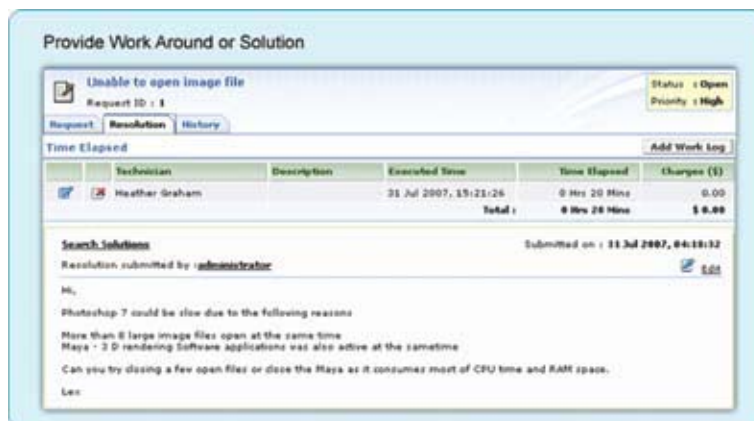 Provide Work Around or Solution
Unable to open image file
Status : Open
Request ID : 1
Priority : High
Request Resolution History
Time Elapsed
Add Work Log
Technician Description Executed Time Time Elapsed Charges ($)
Heather Graham 31 Jul 2007, 15:21:26 0 Hrs 20 Mins 0.00
Total : 0 Hrs 20 Mins $ 0.00
Search Solutions Submitted on : 31 Jul 2007, 04:18:32
Resolution submitted by :administrator Edit
Hi,
Photoshop 7 could be slow due to the following reasons
More than 8 large image files open at the same time
Maya - 3 D rendering Software applications was also active at the sametime
Can you try closing a few open files or close the Maya as it consumes most of CPU time and RAM space.
Lex